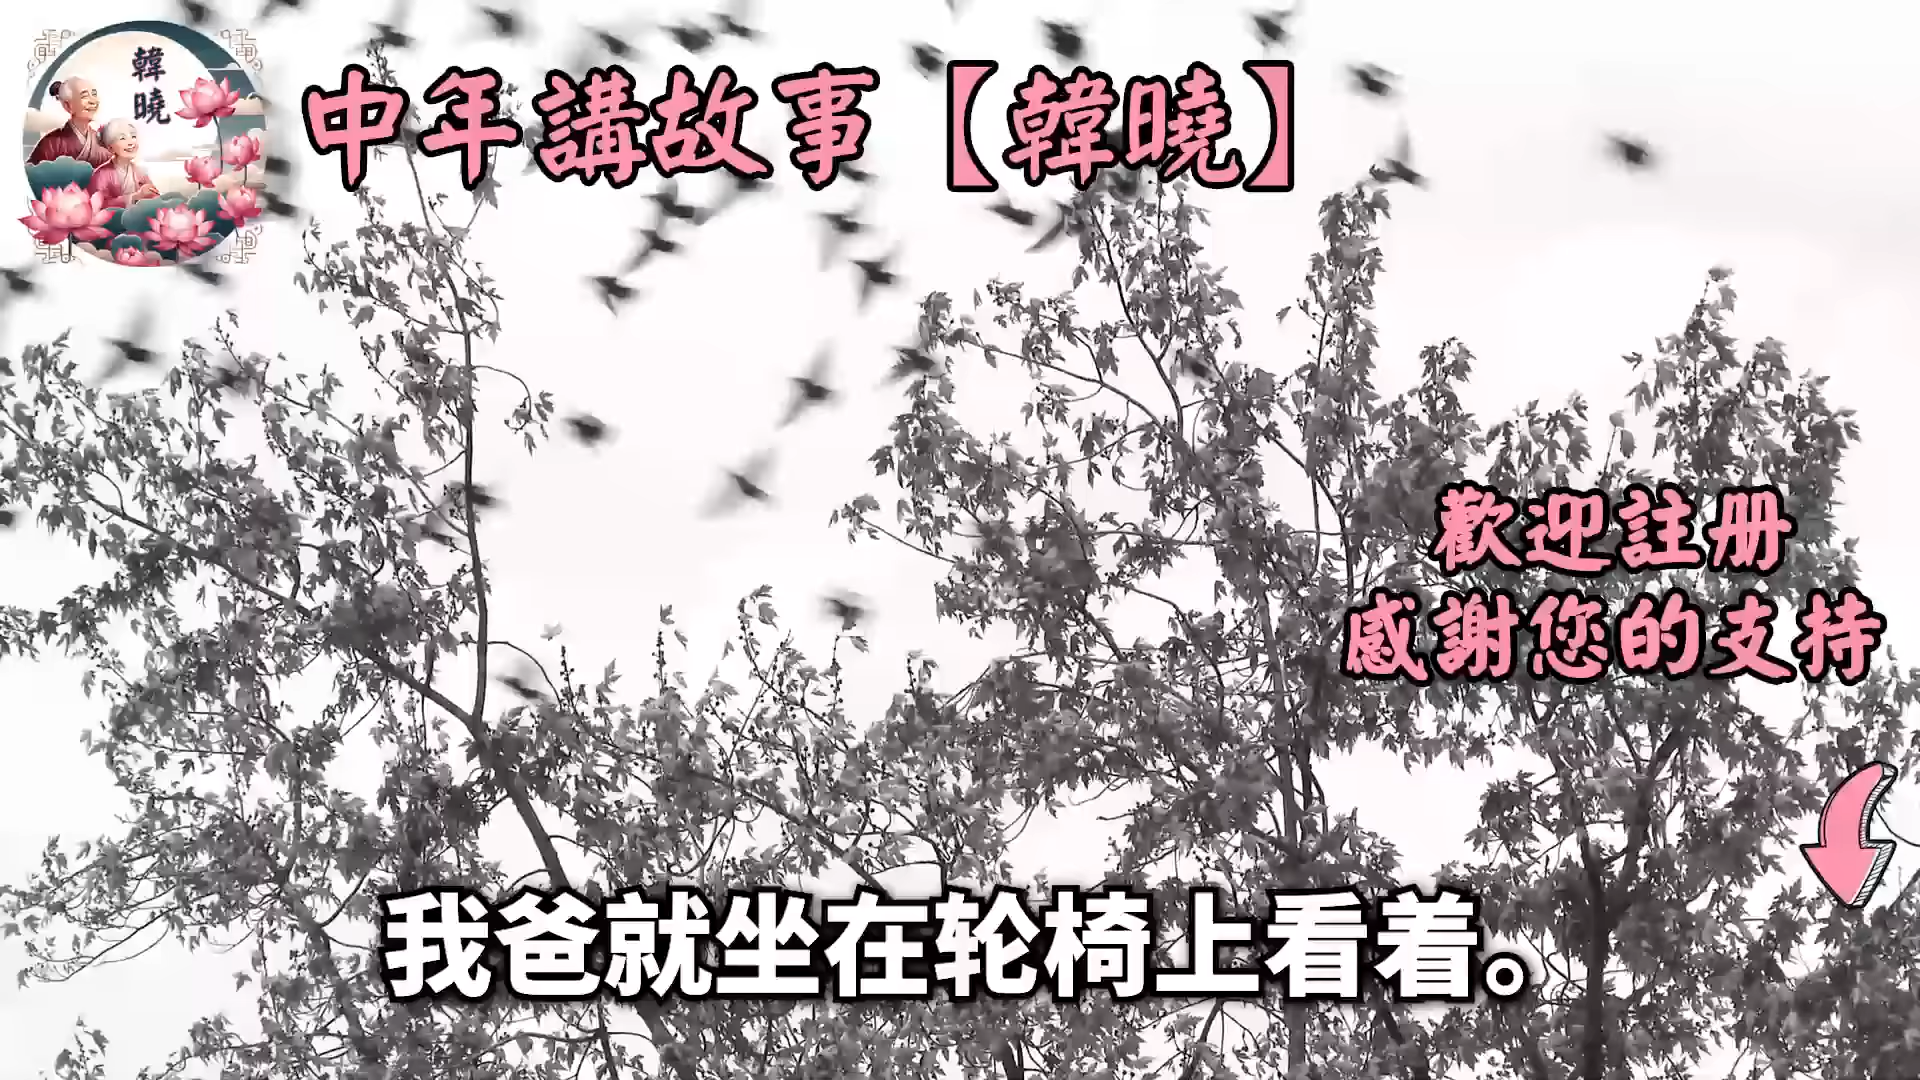 韓
曉
中年講故事【韓曉】
歡迎註册
感謝您的支持
我爸就坐在轮椅上看着。